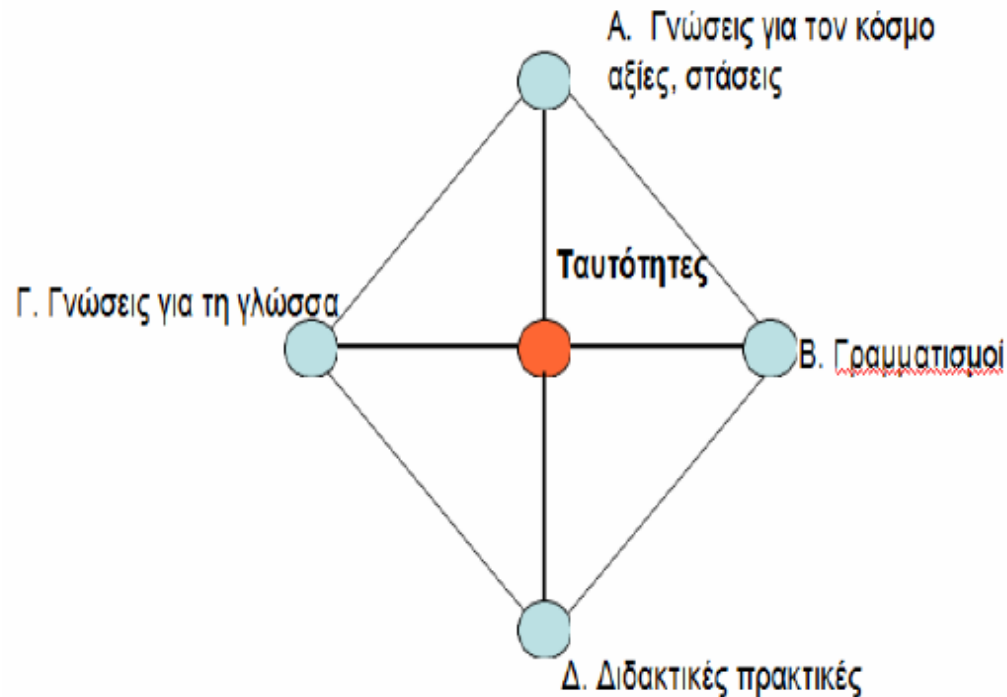 Α. Γνώσεις για τον κόσμο
αξίες, στάσεις
Ταυτότητες
Γ. Γνώσεις για τη γλώσσα
Β. Γραμματισμοί
Δ. Διδακτικές πρακτικές